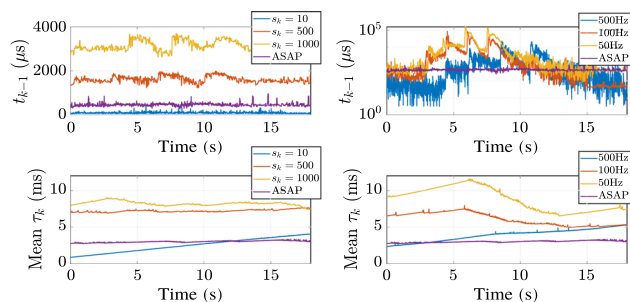 4000
2000
0
t_{k−1} (μs)
0 5 10 15
Time (s)
s_k = 10
s_k = 500
s_k = 1000
ASAP
10^5
10^0
t_{k−1} (μs)
0 5 10 15
Time (s)
500Hz
100Hz
50Hz
ASAP
10
5
0
Mean τ_k (ms)
0 5 10 15
Time (s)
s_k = 10
s_k = 500
s_k = 1000
ASAP
10
5
0
Mean τ_k (ms)
0 5 10 15
Time (s)
500Hz
100Hz
50Hz
ASAP